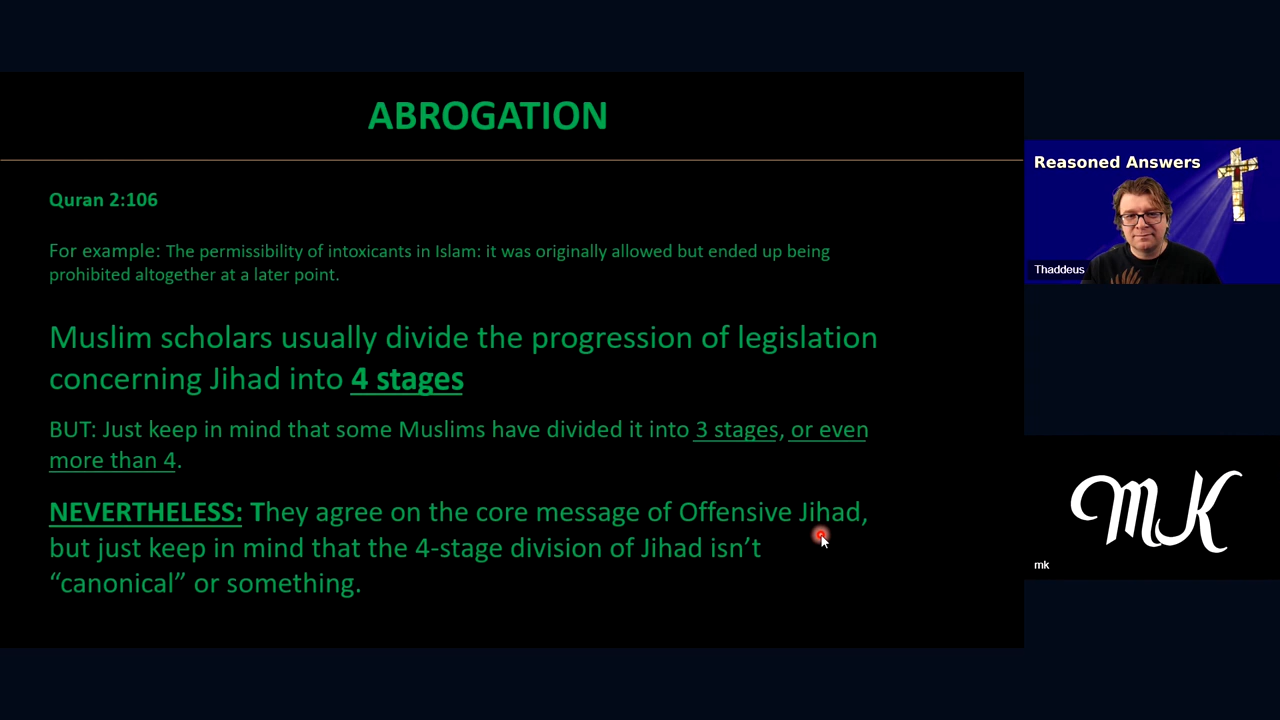 ABROGATION
Quran 2:106
For example: The permissibility of intoxicants in Islam: it was originally allowed but ended up being
prohibited altogether at a later point.
Muslim scholars usually divide the progression of legislation
concerning Jihad into 4 stages
BUT: Just keep in mind that some Muslims have divided it into 3 stages, or even
more than 4.
NEVERTHELESS: They agree on the core message of Offensive Jihad,
but just keep in mind that the 4-stage division of Jihad isn’t
“canonical” or something.
Reasoned Answers
Thaddeus
MK
mk